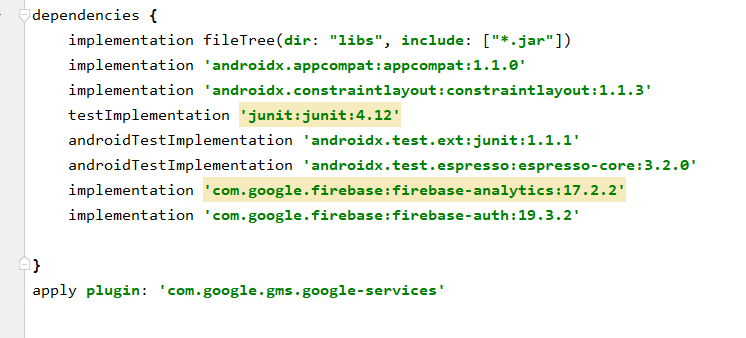 dependencies {
    implementation fileTree(dir: "libs", include: ["*.jar"])
    implementation 'androidx.appcompat:appcompat:1.1.0'
    implementation 'androidx.constraintlayout:constraintlayout:1.1.3'
    testImplementation 'junit:junit:4.12'
    androidTestImplementation 'androidx.test.ext:junit:1.1.1'
    androidTestImplementation 'androidx.test.espresso:espresso-core:3.2.0'
    implementation 'com.google.firebase:firebase-analytics:17.2.2'
    implementation 'com.google.firebase:firebase-auth:19.3.2'
}
apply plugin: 'com.google.gms.google-services'